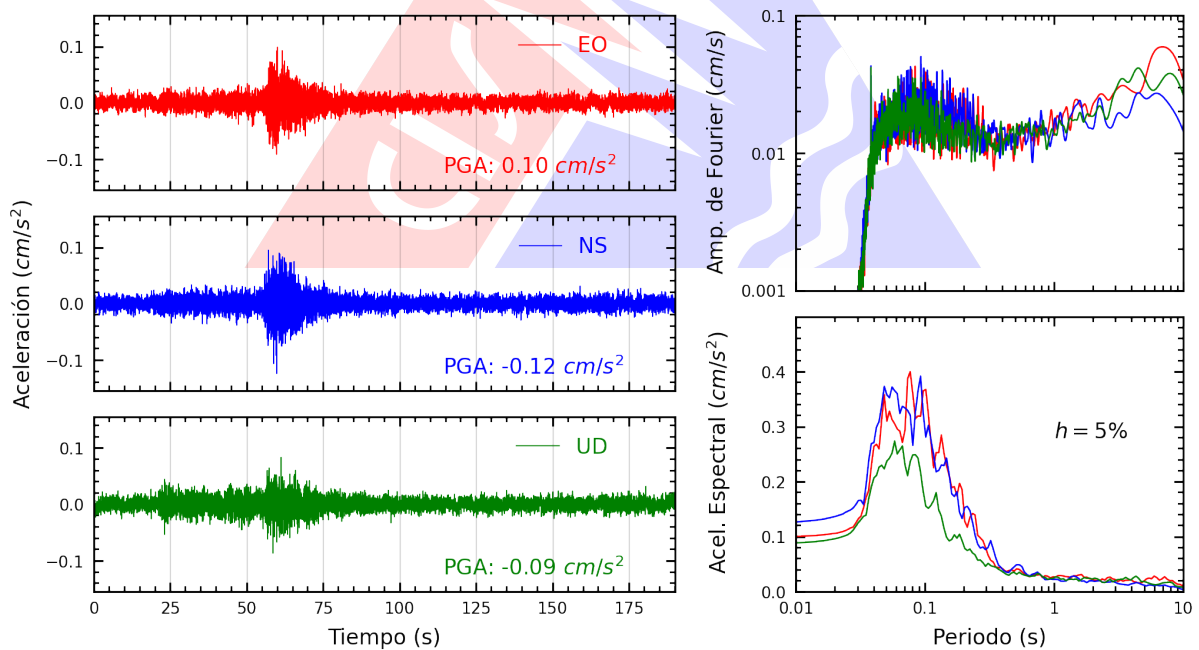 EO
0.1
0.0
−0.1
PGA: 0.10 cm/s²
NS
0.1
0.0
−0.1
PGA: -0.12 cm/s²
UD
0.1
0.0
−0.1
PGA: -0.09 cm/s²
0 25 50 75 100 125 150 175
Tiempo (s)
Aceleración (cm/s²)
0.1
0.01
0.001
Amp. de Fourier (cm/s)
0.4
0.3
0.2
0.1
0.0
h = 5%
Acel. Espectral (cm/s²)
0.01 0.1 1 10
Periodo (s)